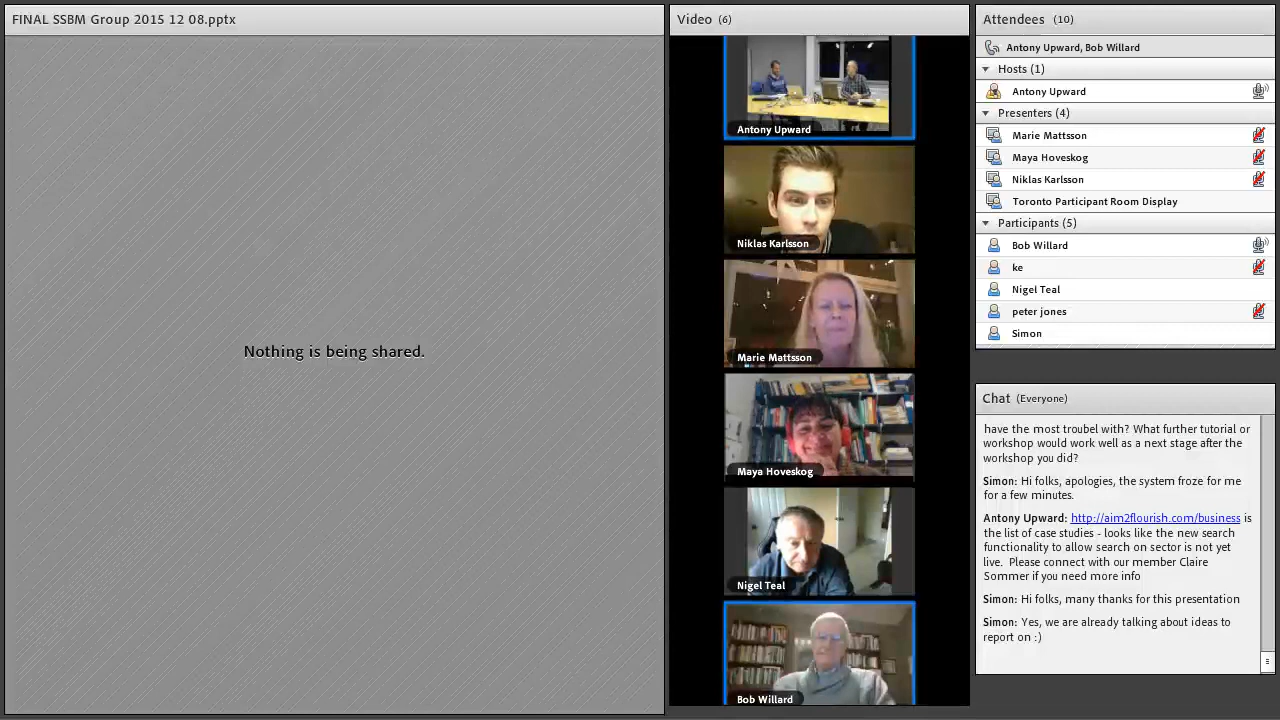 FINAL SSBM Group 2015 12 08.pptx
Nothing is being shared.
Video (6)
Antony Upward
Niklas Karlsson
Marie Mattsson
Maya Hoveskog
Nigel Teal
Bob Willard
Attendees (10)
Antony Upward, Bob Willard
Hosts (1)
Antony Upward
Presenters (4)
Marie Mattsson
Maya Hoveskog
Niklas Karlsson
Toronto Participant Room Display
Participants (5)
Bob Willard
ke
Nigel Teal
peter jones
Simon
Chat (Everyone)
have the most troubel with? What further tutorial or
workshop would work well as a next stage after the
workshop you did?
Simon: Hi folks, apologies, the system froze for me
for a few minutes.
Antony Upward: http://aim2flourish.com/business is
the list of case studies - looks like the new search
functionality to allow search on sector is not yet
live. Please connect with our member Claire
Sommer if you need more info
Simon: Hi folks, many thanks for this presentation
Simon: Yes, we are already talking about ideas to
report on :)